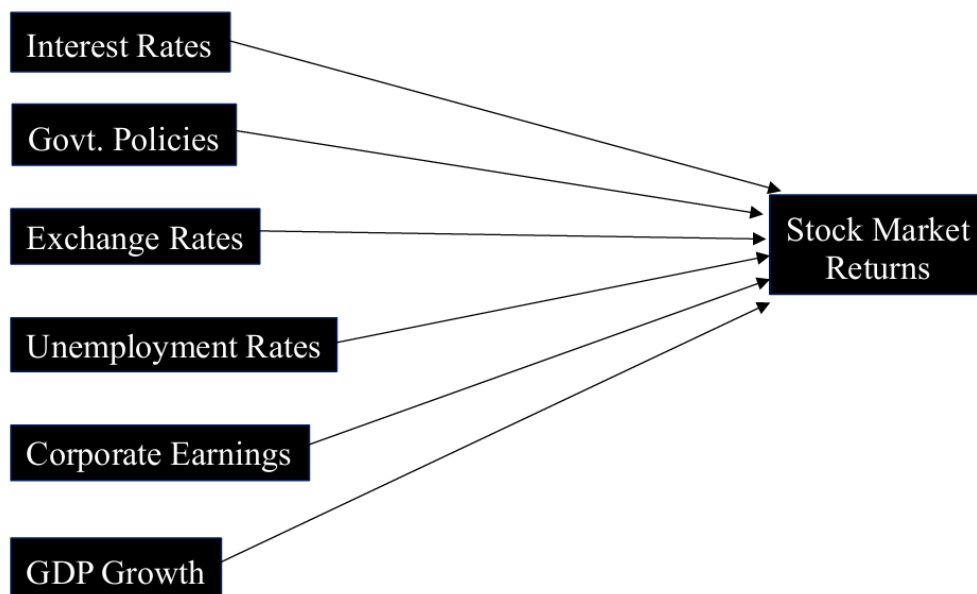 Interest Rates
Govt. Policies
Exchange Rates
Stock Market
Returns
Unemployment Rates
Corporate Earnings
GDP Growth